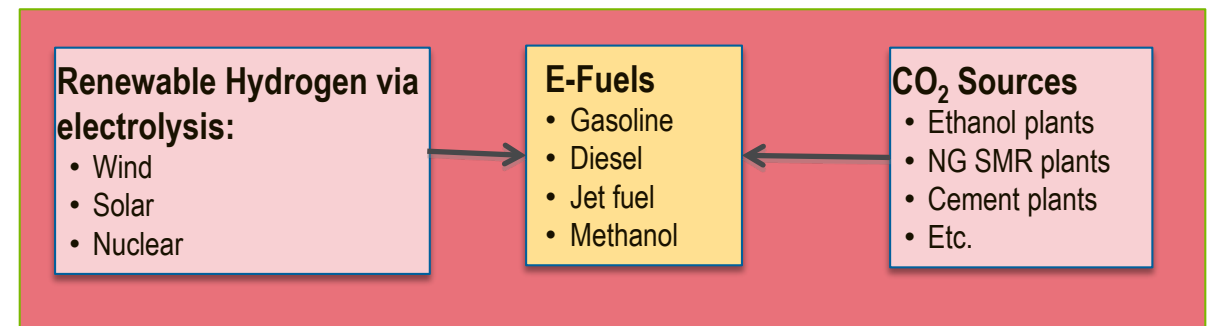 Renewable Hydrogen via
electrolysis:
• Wind
• Solar
• Nuclear
E-Fuels
• Gasoline
• Diesel
• Jet fuel
• Methanol
CO₂ Sources
• Ethanol plants
• NG SMR plants
• Cement plants
• Etc.